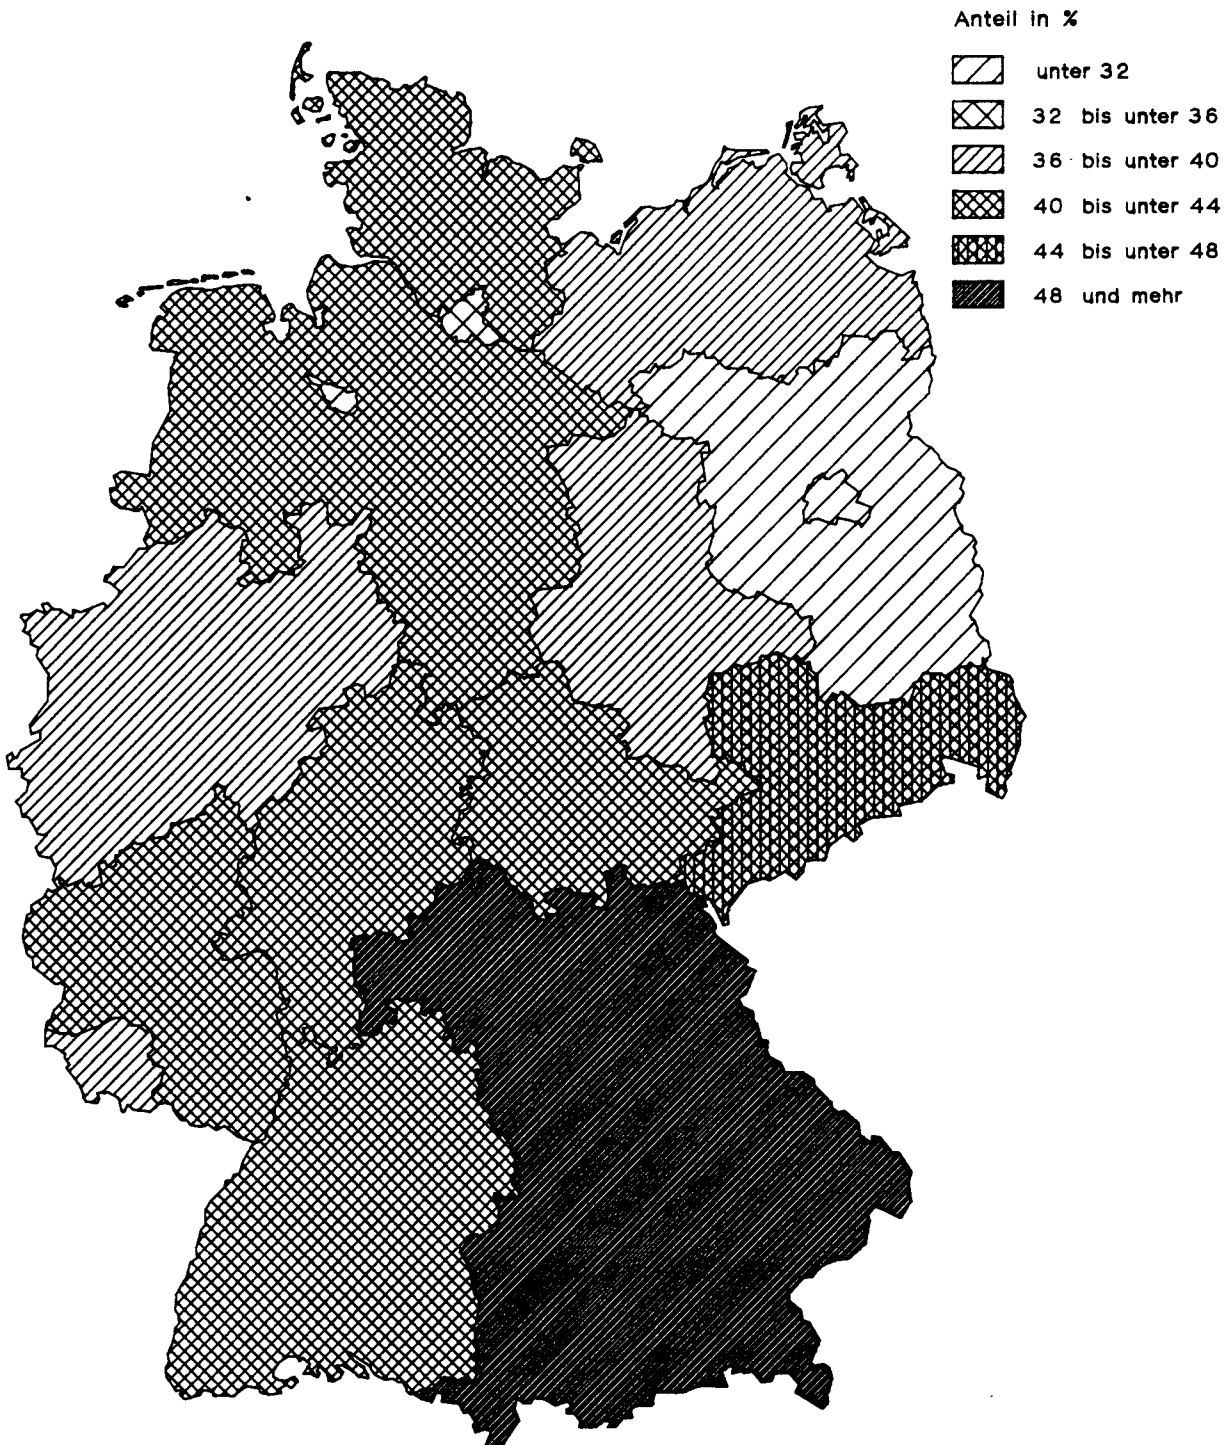 Anteil in %
unter 32
32 bis unter 36
36 bis unter 40
40 bis unter 44
44 bis unter 48
48 und mehr